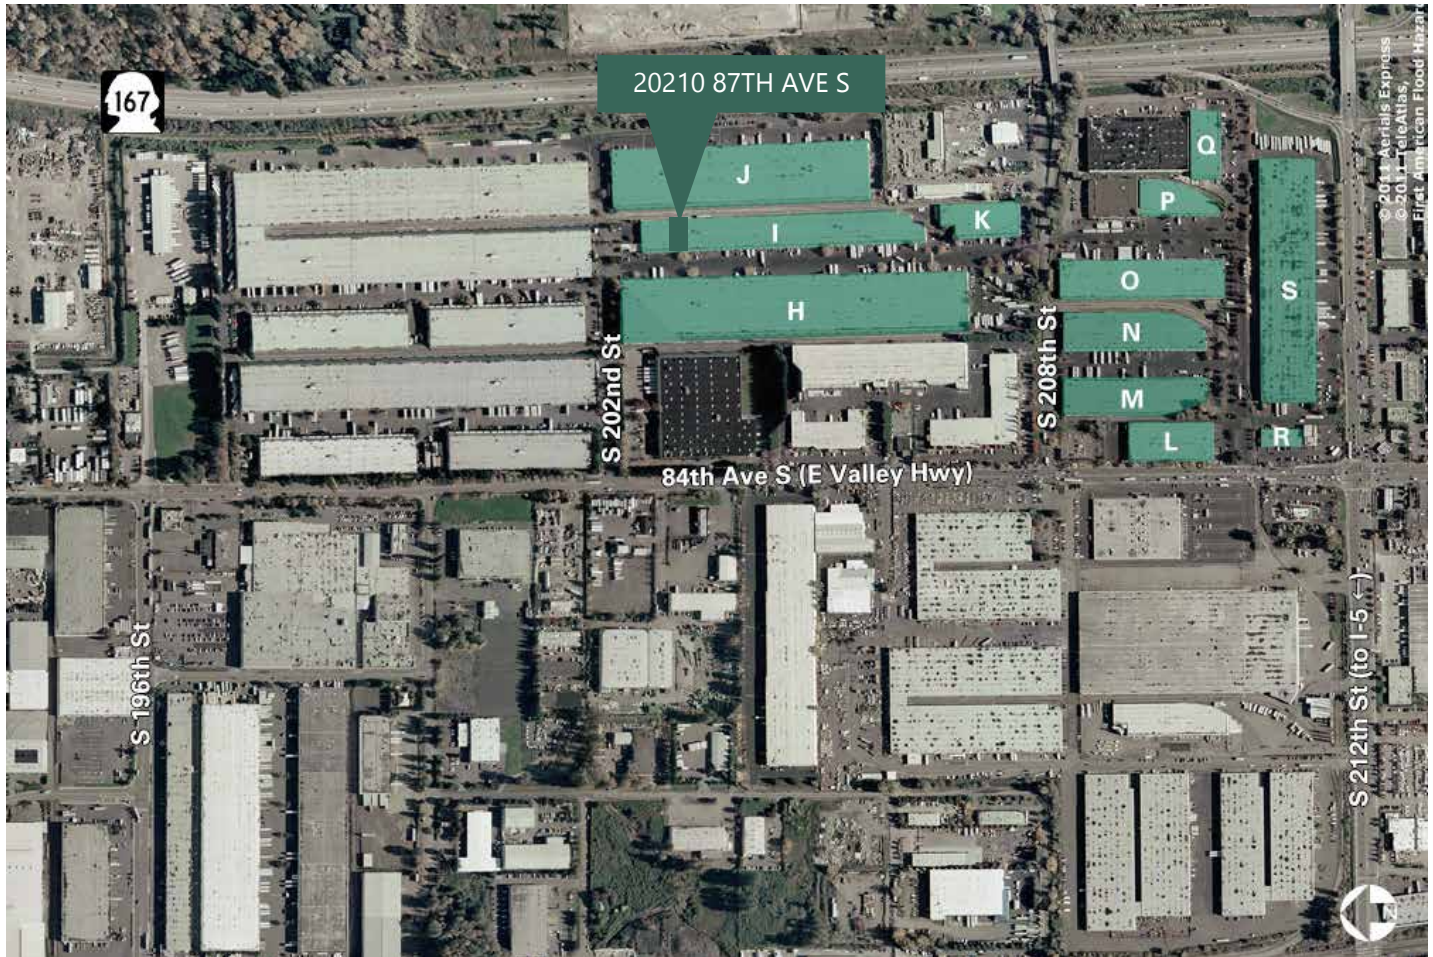 167
20210 87TH AVE S
J
I
K
H
Q
P
O
N
M
L
R
S
S 202nd St
S 208th St
84th Ave S (E Valley Hwy)
S 196th St
S 212th St (to I-5 ←)
© 2011 Aerials Express
© 2011 TeleAtlas,
First American Flood Hazard